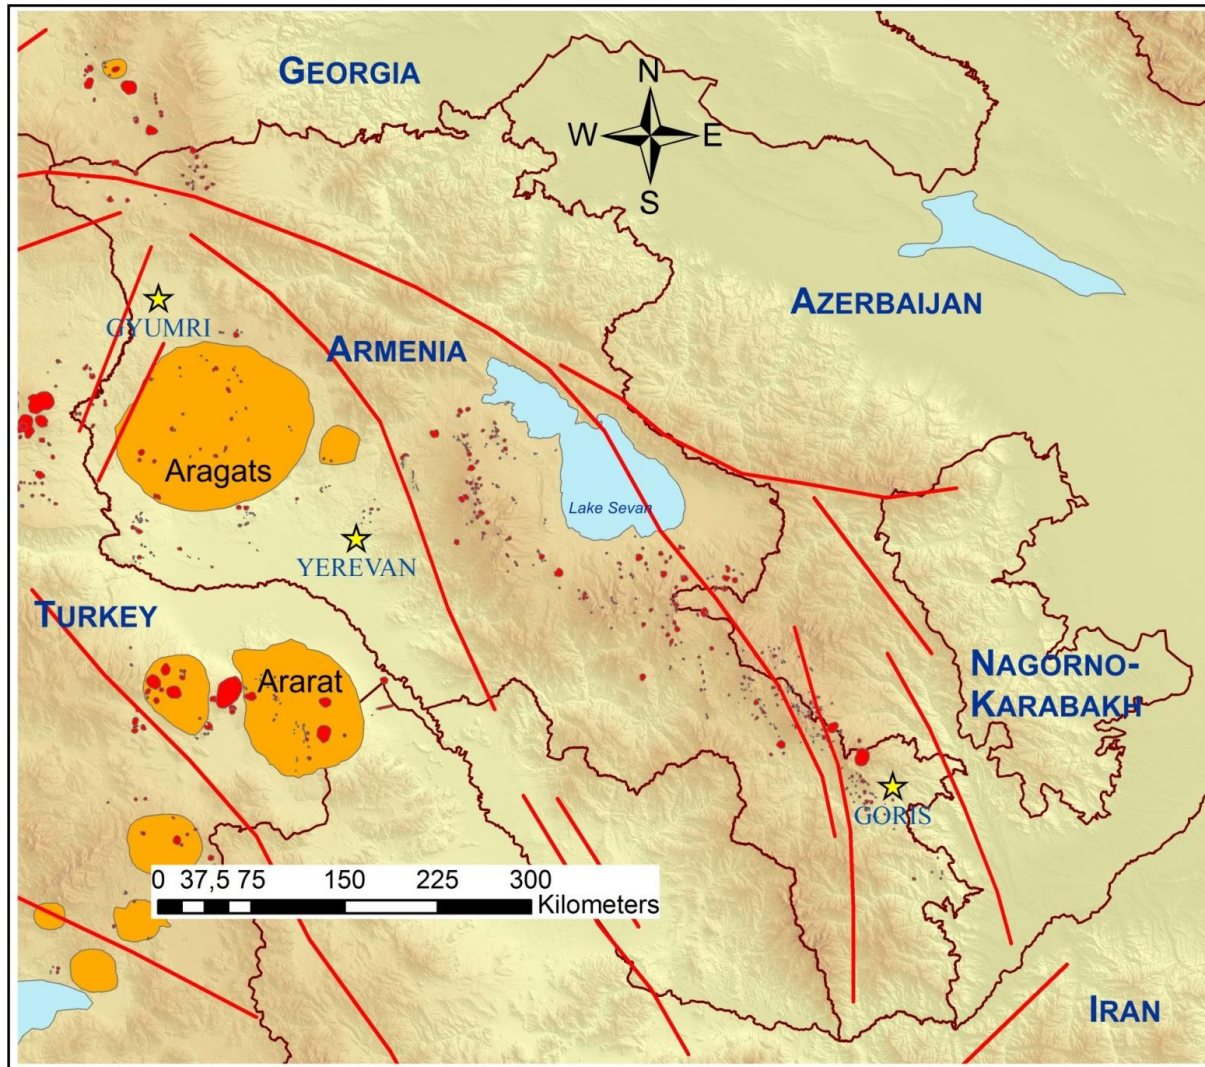 GEORGIA
N
W E
S
AZERBAIJAN
GYUMRI
ARMENIA
Aragats
Lake Sevan
YEREVAN
TURKEY
Ararat
NAGORNO-
KARABAKH
GORIS
0 37,5 75 150 225 300
Kilometers
IRAN